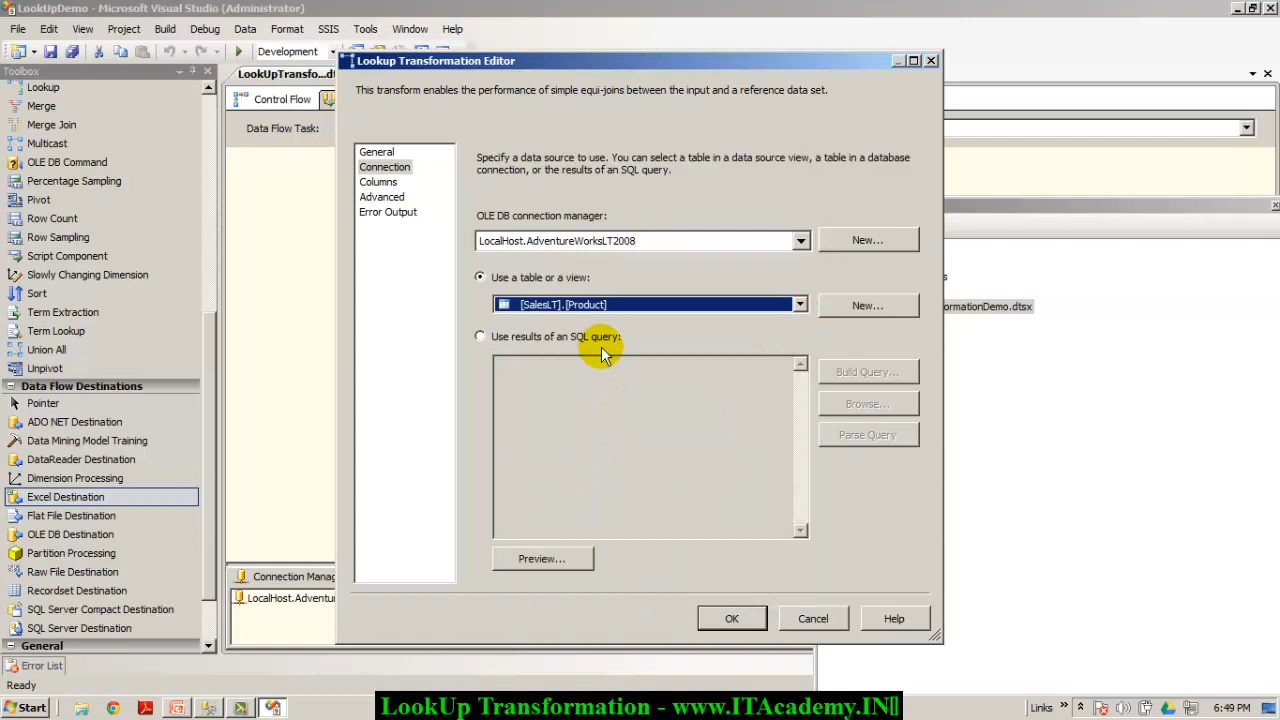 LookUpDemo - Microsoft Visual Studio (Administrator)
File Edit View Project Build Debug Data Format SSIS Tools Window Help
Development
Toolbox
Lookup
Merge
Merge Join
Multicast
OLE DB Command
Percentage Sampling
Pivot
Row Count
Row Sampling
Script Component
Slowly Changing Dimension
Sort
Term Extraction
Term Lookup
Union All
Unpivot
Data Flow Destinations
Pointer
ADO NET Destination
Data Mining Model Training
DataReader Destination
Dimension Processing
Excel Destination
Flat File Destination
OLE DB Destination
Partition Processing
Raw File Destination
Recordset Destination
SQL Server Compact Destination
SQL Server Destination
General
LookUpTransfo...d
Control Flow
Data Flow Task:
Connection Manag
LocalHost.Adventu
Lookup Transformation Editor
This transform enables the performance of simple equi-joins between the input and a reference data set.
General
Connection
Columns
Advanced
Error Output
Specify a data source to use. You can select a table in a data source view, a table in a database
connection, or the results of an SQL query.
OLE DB connection manager:
LocalHost.AdventureWorksLT2008
New...
Use a table or a view:
[SalesLT].[Product]
New...
Use results of an SQL query:
Build Query...
Browse...
Parse Query
Preview...
OK Cancel Help
s
ormationDemo.dtsx
Error List
Ready
Start
Links
6:49 PM
LookUp Transformation - www.ITAcademy.IN